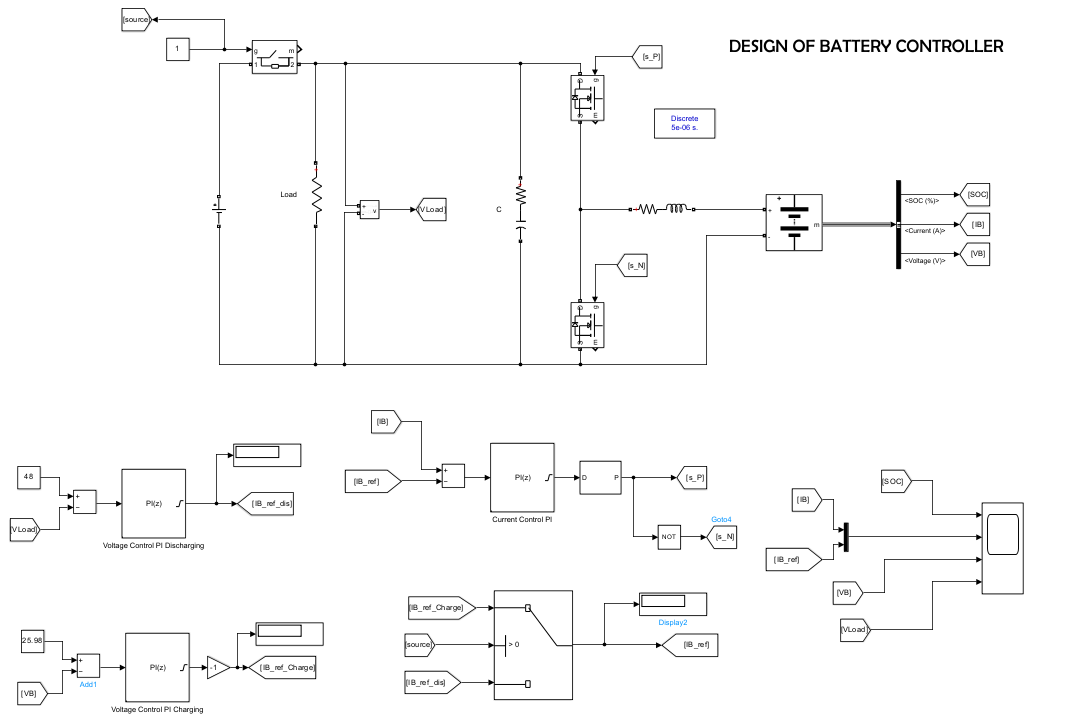 DESIGN OF BATTERY CONTROLLER
[source]
1
g
m
1
2
[s_P]
g
E
Discrete
5e-06 s.
Load
+
-
v
[VLoad]
C
+
+
-
m
<SOC (%)>
[SOC]
<Current (A)>
[IB]
<Voltage (V)>
[VB]
[s_N]
g
E
48
[VLoad]
+
−
PI(z)
[IB_ref_dis]
Voltage Control PI Discharging
[IB]
[IB_ref]
+
−
PI(z)
Current Control PI
D
P
[s_P]
NOT
Goto4
[s_N]
[SOC]
[IB]
[IB_ref]
[VB]
[VLoad]
25.98
[VB]
+
−
Add1
PI(z)
-1
[IB_ref_Charge]
Voltage Control PI Charging
[IB_ref_Charge]
[source]
[IB_ref_dis]
> 0
Display2
[IB_ref]